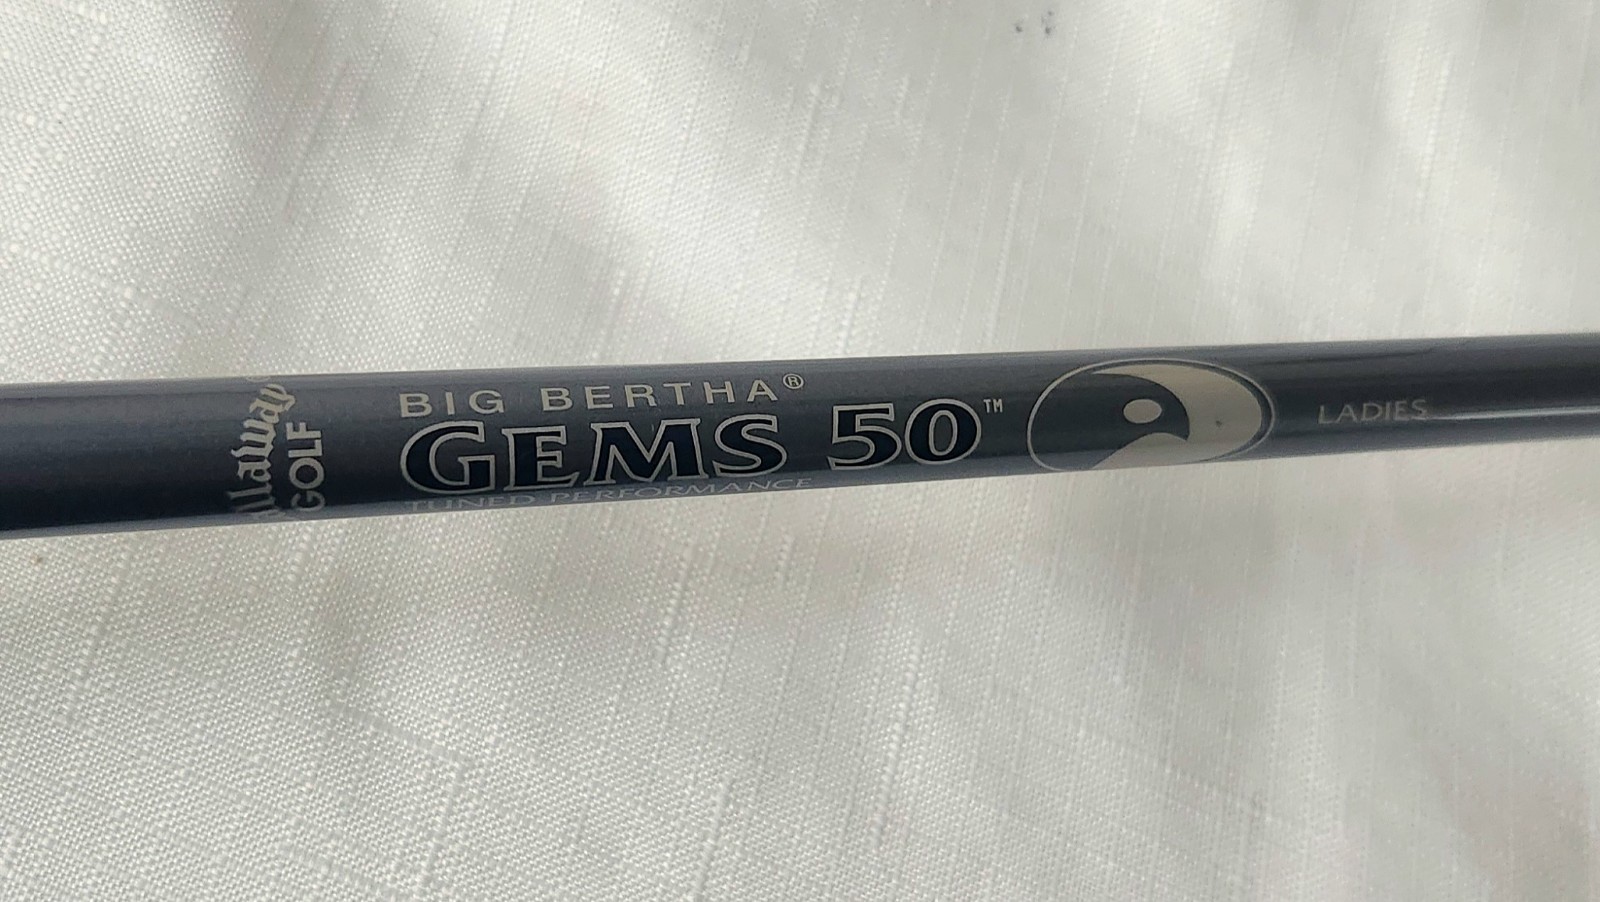 Callaway
GOLF
BIG BERTHA®
GEMS 50™
TUNED PERFORMANCE
LADIES